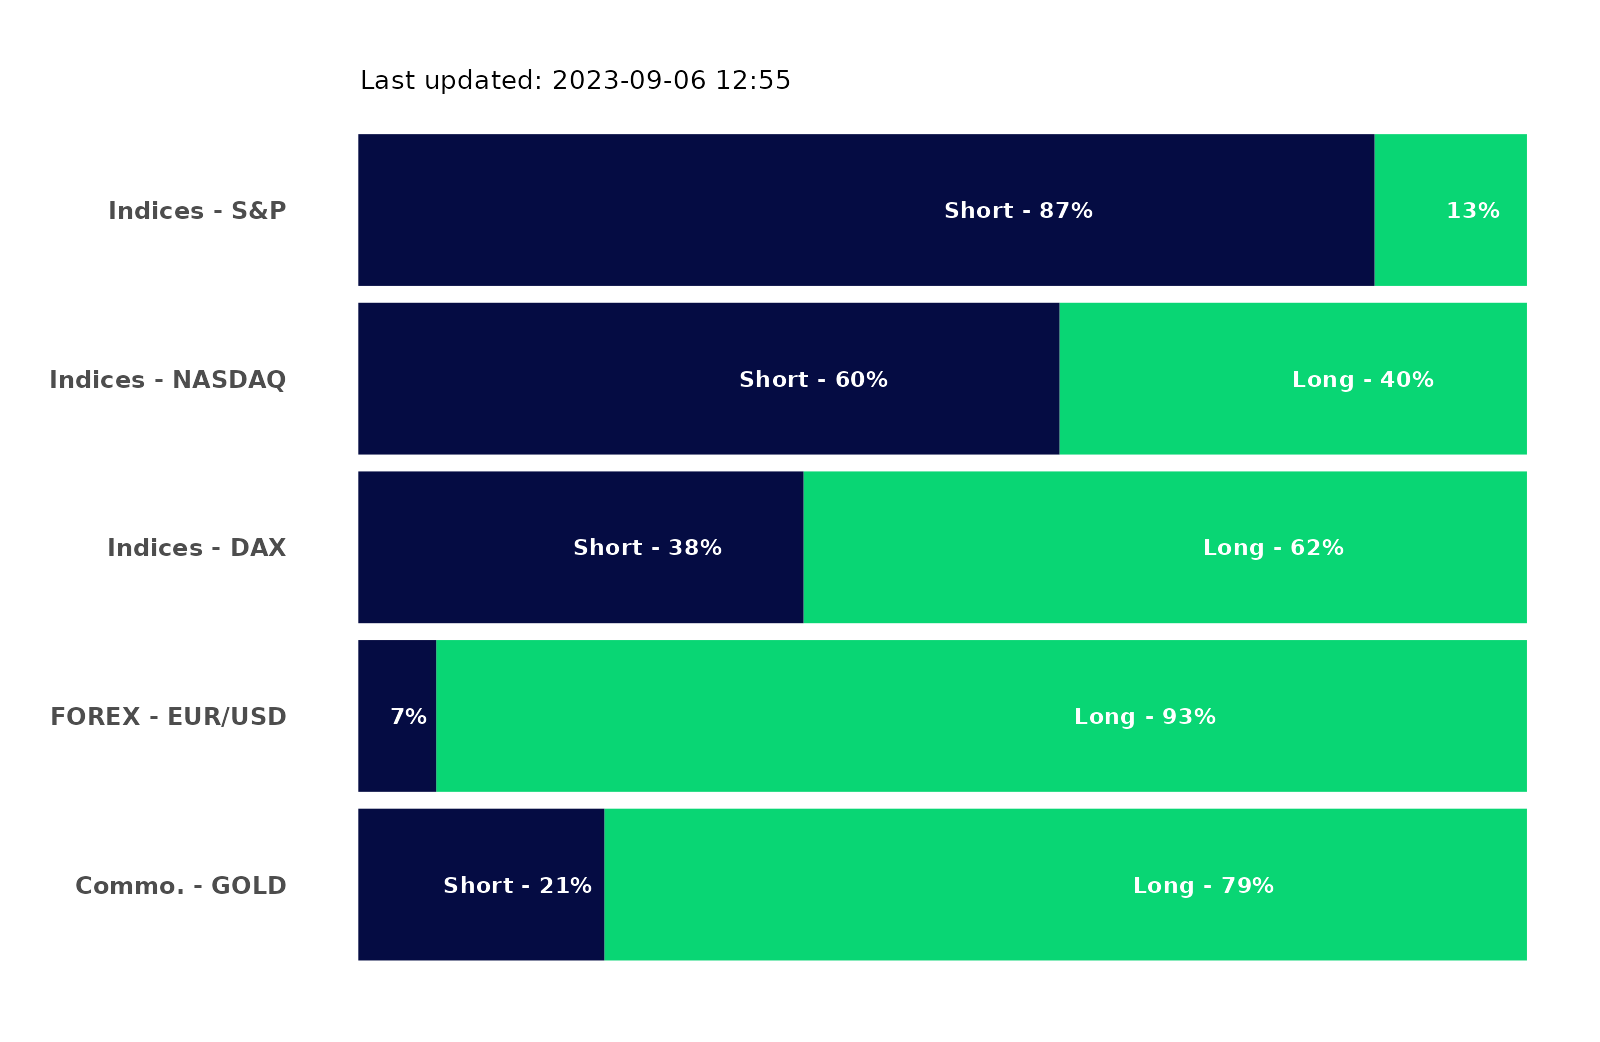 Last updated: 2023-09-06 12:55
Indices - S&P Short - 87% 13%
Indices - NASDAQ Short - 60% Long - 40%
Indices - DAX Short - 38% Long - 62%
FOREX - EUR/USD 7% Long - 93%
Commo. - GOLD Short - 21% Long - 79%